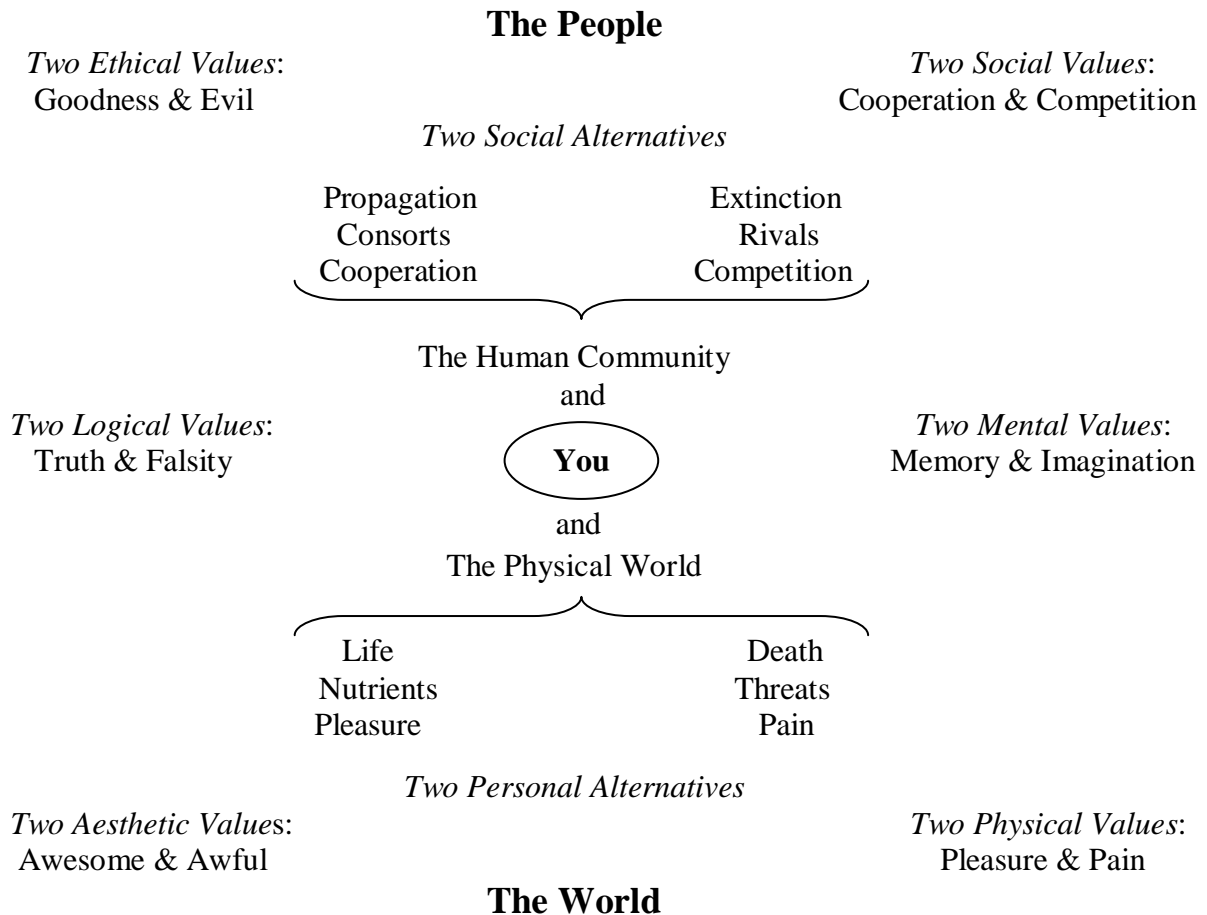 The People
Two Ethical Values: Two Social Values:
Goodness & Evil Cooperation & Competition
Two Social Alternatives
Propagation Extinction
Consorts Rivals
Cooperation Competition
The Human Community
and
Two Logical Values: Two Mental Values:
Truth & Falsity You Memory & Imagination
and
The Physical World
Life Death
Nutrients Threats
Pleasure Pain
Two Personal Alternatives
Two Aesthetic Values: Two Physical Values:
Awesome & Awful Pleasure & Pain
The World